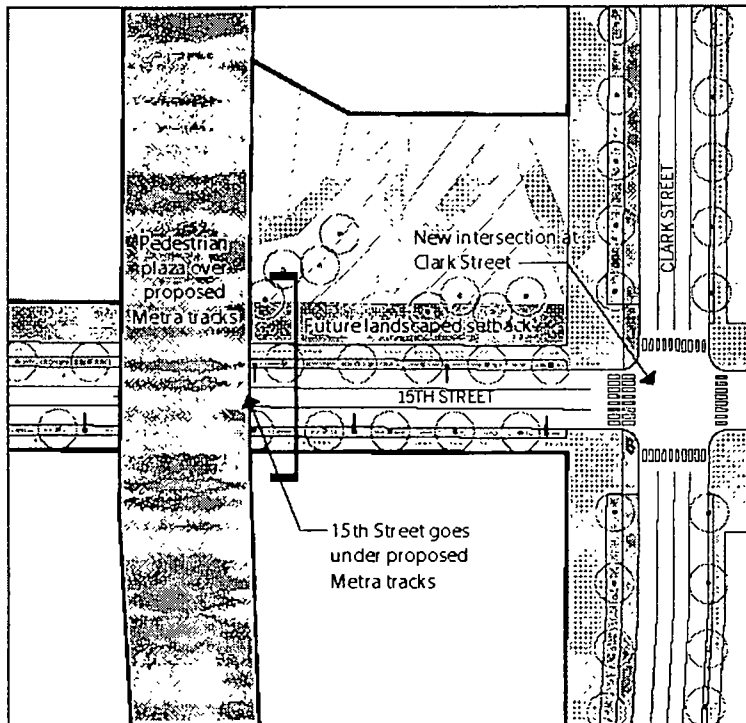 Pedestrian
plaza over
proposed
Metra tracks
New intersection at
Clark Street
CLARK STREET
Future landscaped setback
15TH STREET
15th Street goes
under proposed
Metra tracks